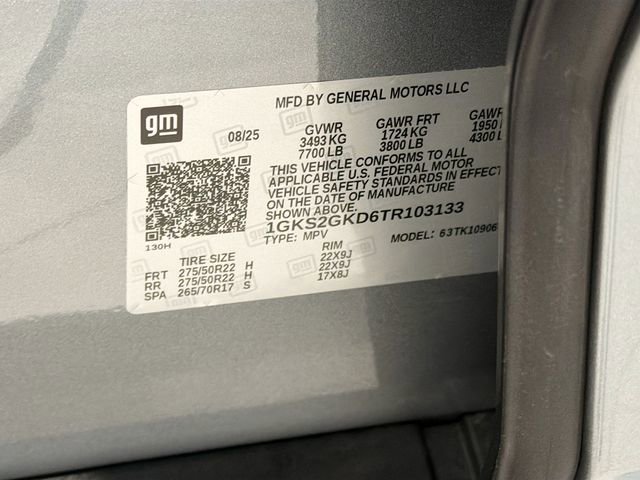 MFD BY GENERAL MOTORS LLC
gm
08/25
GVWR GAWR FRT GAWR
3493 KG 1724 KG 1950
7700 LB 3800 LB 4300
THIS VEHICLE CONFORMS TO ALL
APPLICABLE U.S. FEDERAL MOTOR
VEHICLE SAFETY STANDARDS IN EFFECT
ON THE DATE OF MANUFACTURE
SHOWN ABOVE.
1GKS2GKD6TR103133
TYPE: MPV MODEL: 63TK10906
130H
TIRE SIZE RIM
FRT 275/50R22 H 22X9J
RR 275/50R22 H 22X9J
SPA 265/70R17 S 17X8J